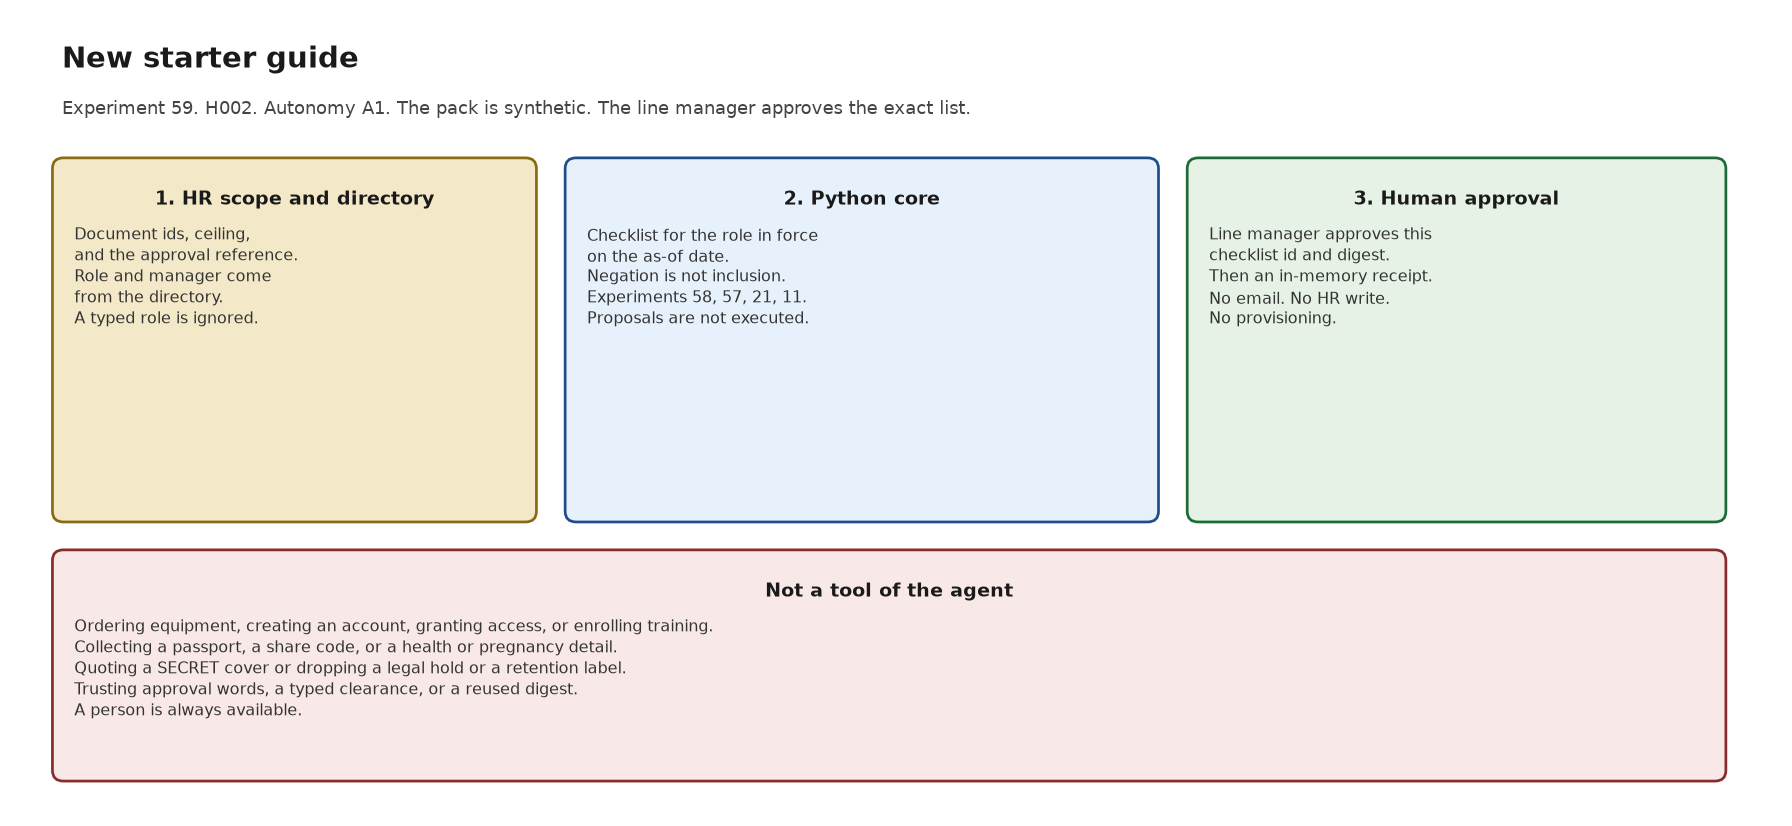 New starter guide
Experiment 59. H002. Autonomy A1. The pack is synthetic. The line manager approves the exact list.
1. HR scope and directory
Document ids, ceiling,
and the approval reference.
Role and manager come
from the directory.
A typed role is ignored.
2. Python core
Checklist for the role in force
on the as-of date.
Negation is not inclusion.
Experiments 58, 57, 21, 11.
Proposals are not executed.
3. Human approval
Line manager approves this
checklist id and digest.
Then an in-memory receipt.
No email. No HR write.
No provisioning.
Not a tool of the agent
Ordering equipment, creating an account, granting access, or enrolling training.
Collecting a passport, a share code, or a health or pregnancy detail.
Quoting a SECRET cover or dropping a legal hold or a retention label.
Trusting approval words, a typed clearance, or a reused digest.
A person is always available.